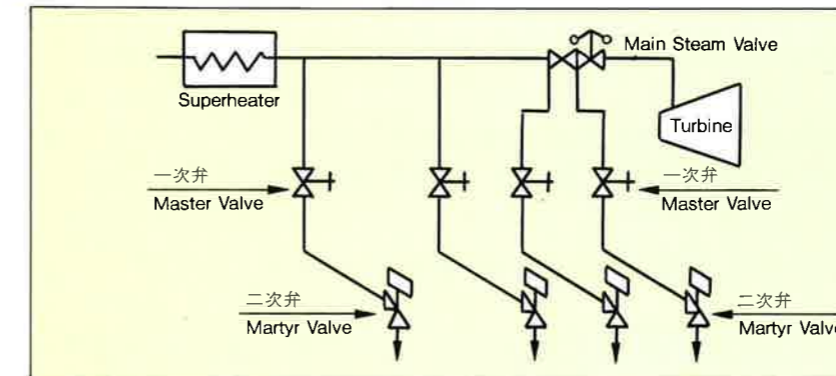 Main Steam Valve
Superheater
Turbine
一次弁
Master Valve
一次弁
Master Valve
二次弁
Martyr Valve
二次弁
Martyr Valve